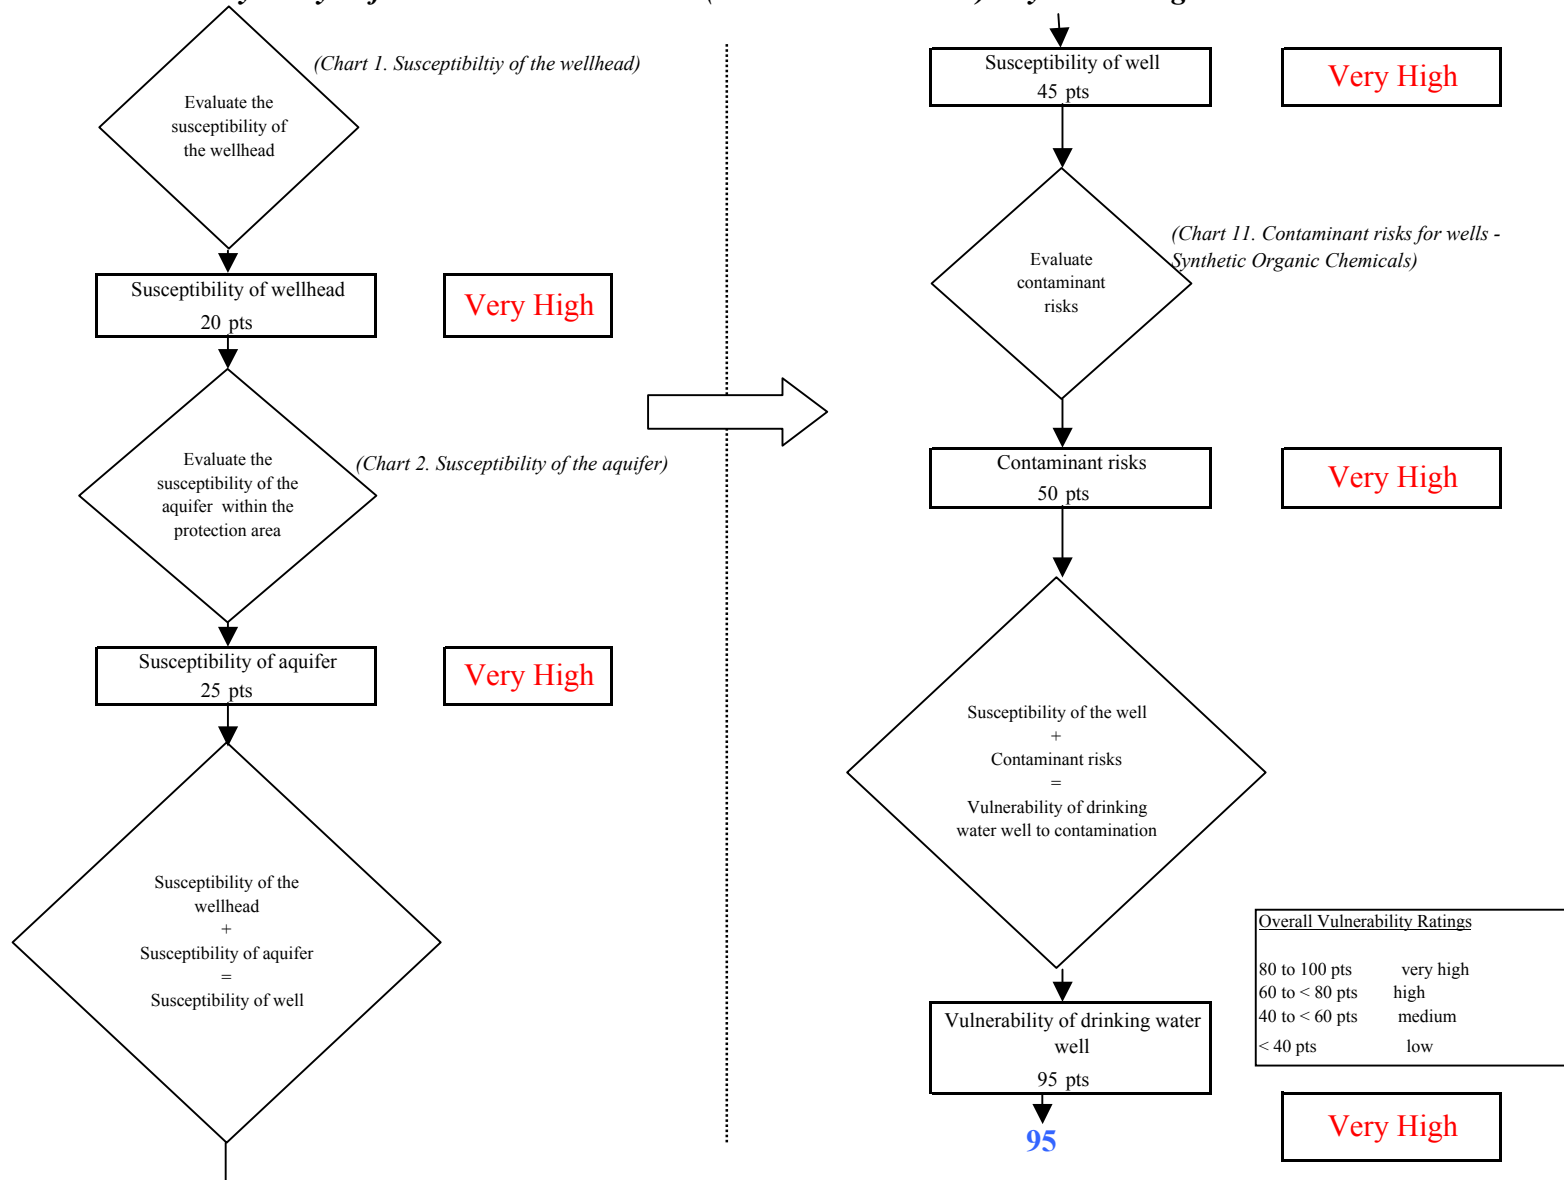 (Chart 1. Susceptibiltiy of the wellhead)
Evaluate the
susceptibility of
the wellhead
Susceptibility of wellhead
20 pts
Very High
Evaluate the
susceptibility of the
aquifer within the
protection area
(Chart 2. Susceptibility of the aquifer)
Susceptibility of aquifer
25 pts
Very High
Susceptibility of the
wellhead
+
Susceptibility of aquifer
=
Susceptibility of well
Susceptibility of well
45 pts
Very High
(Chart 11. Contaminant risks for wells -
Synthetic Organic Chemicals)
Evaluate
contaminant
risks
Contaminant risks
50 pts
Very High
Susceptibility of the well
+
Contaminant risks
=
Vulnerability of drinking
water well to contamination
Overall Vulnerability Ratings
80 to 100 pts very high
60 to < 80 pts high
40 to < 60 pts medium
< 40 pts low
Vulnerability of drinking water
well
95 pts
95
Very High